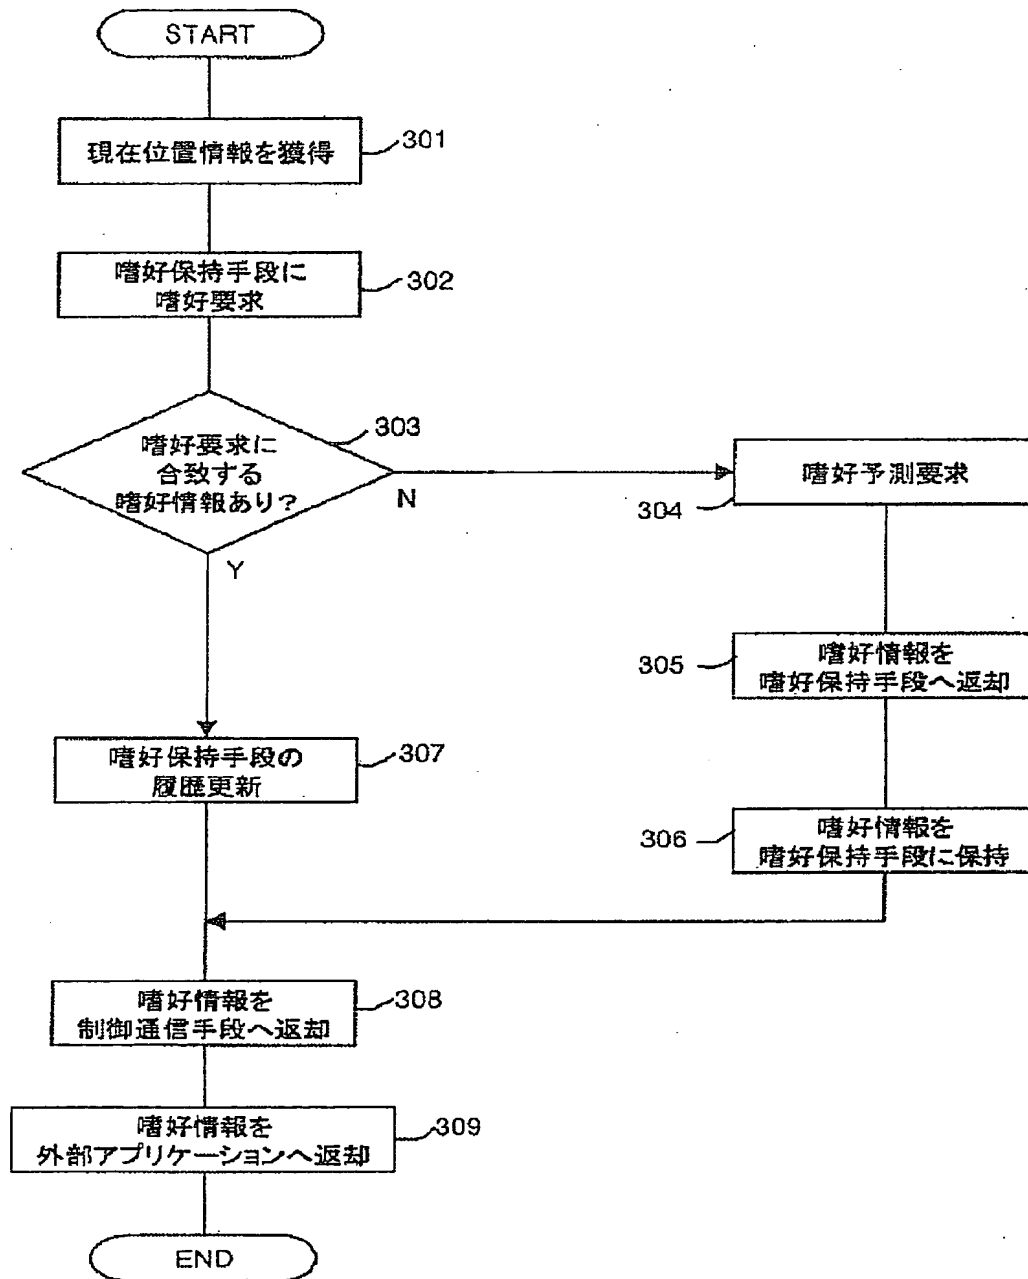 START
現在位置情報を獲得
301
嗜好保持手段に
嗜好要求
302
嗜好要求に
合致する
嗜好情報あり?
303
N
Y
嗜好予測要求
304
嗜好情報を
嗜好保持手段へ返却
305
嗜好情報を
嗜好保持手段に保持
306
嗜好保持手段の
履歴更新
307
嗜好情報を
制御通信手段へ返却
308
嗜好情報を
外部アプリケーションへ返却
309
END